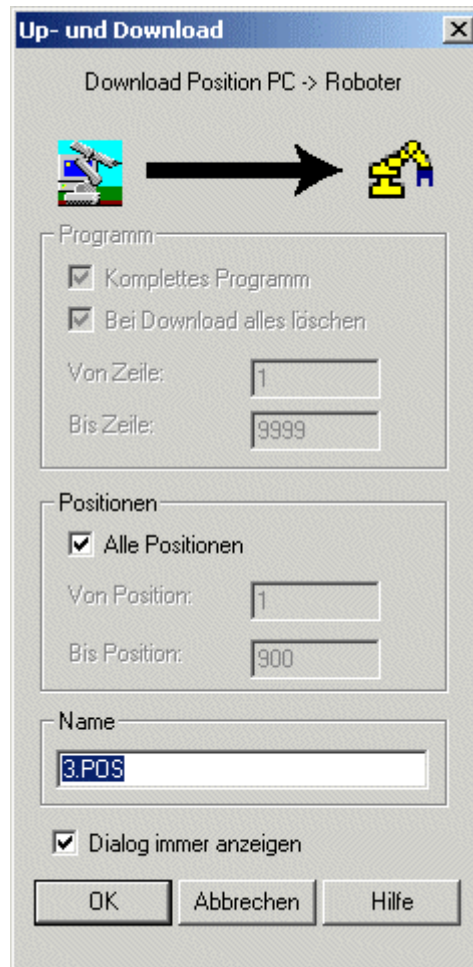 Up- und Download
Download Position PC -> Roboter
Programm
Komplettes Programm
Bei Download alles löschen
Von Zeile: 1
Bis Zeile: 9999
Positionen
Alle Positionen
Von Position: 1
Bis Position: 900
Name
3.POS
Dialog immer anzeigen
OK Abbrechen Hilfe